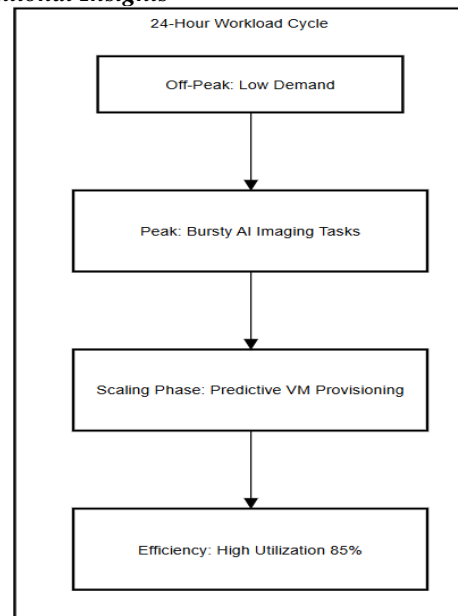 Insights
24-Hour Workload Cycle
Off-Peak: Low Demand
Peak: Bursty AI Imaging Tasks
Scaling Phase: Predictive VM Provisioning
Efficiency: High Utilization 85%